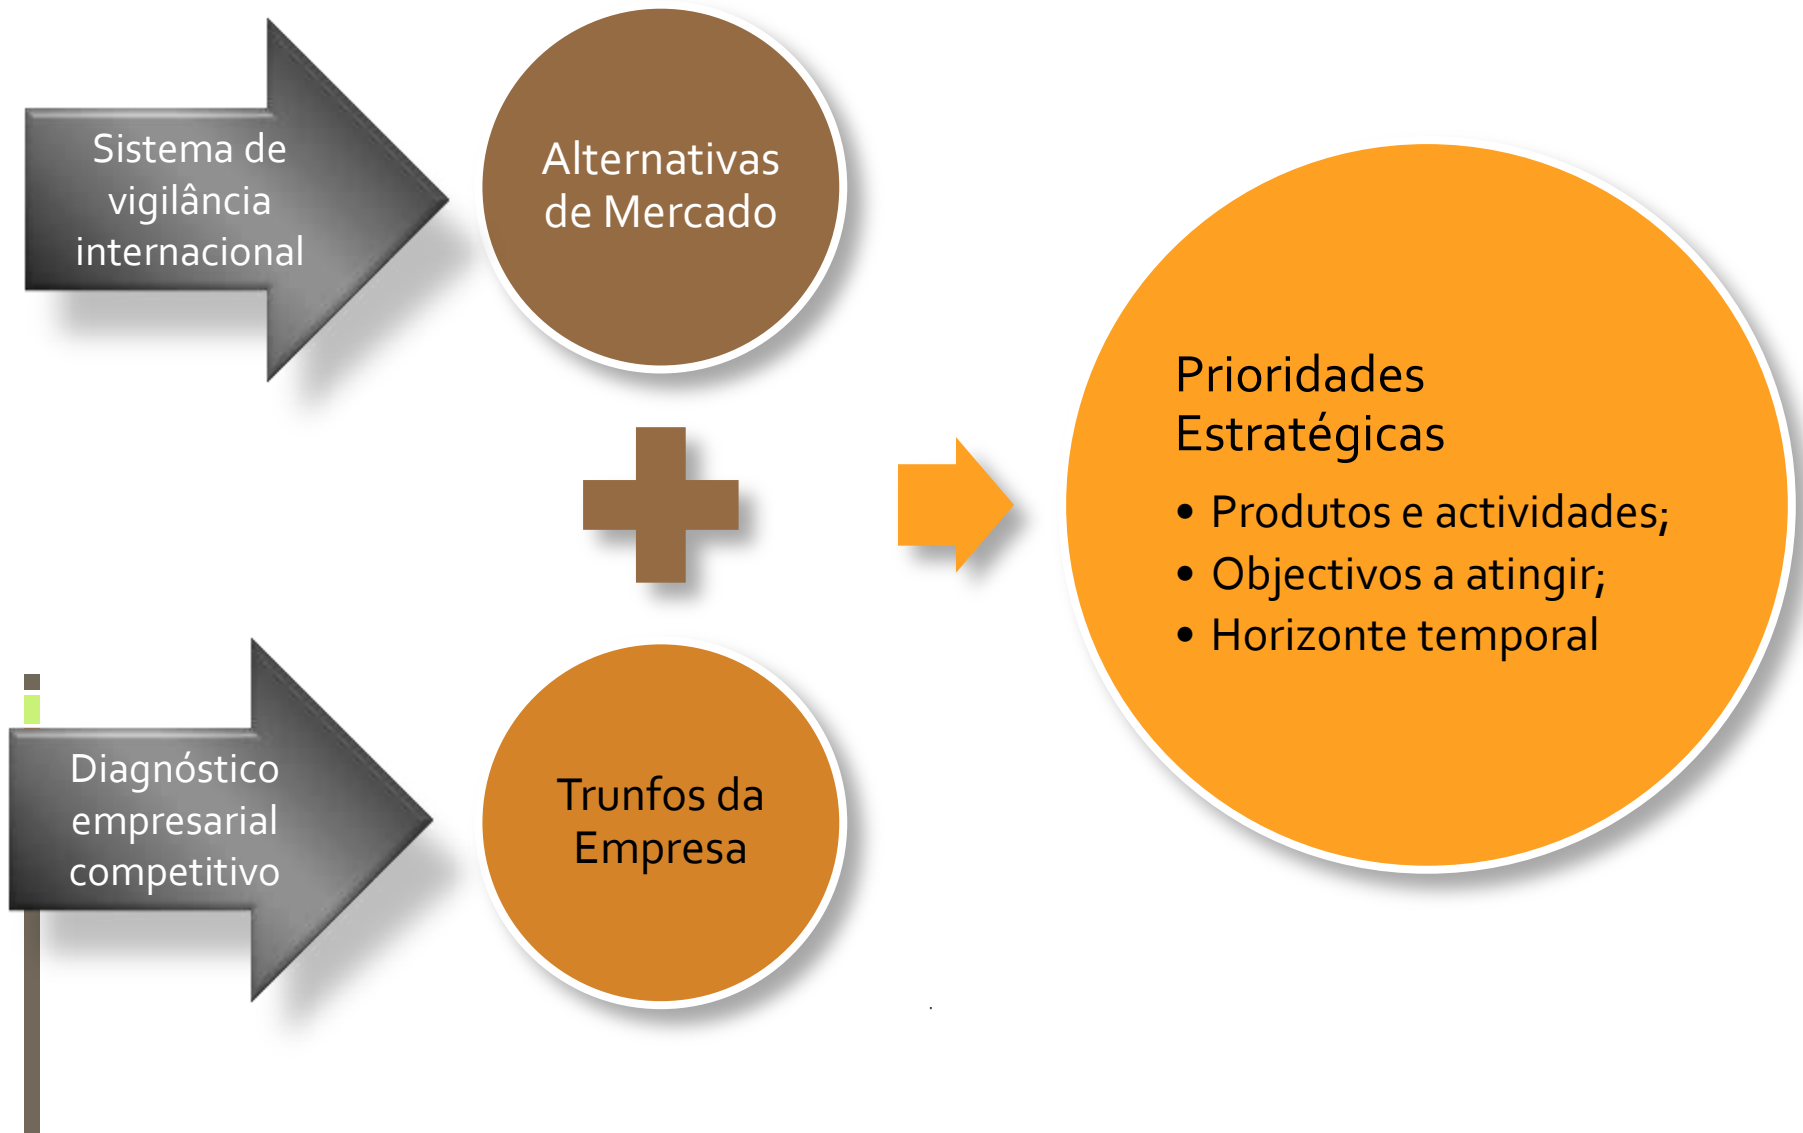 Sistema de
vigilância
internacional
Alternativas
de Mercado
Diagnóstico
empresarial
competitivo
Trunfos da
Empresa
Prioridades
Estratégicas
• Produtos e actividades;
• Objectivos a atingir;
• Horizonte temporal
.